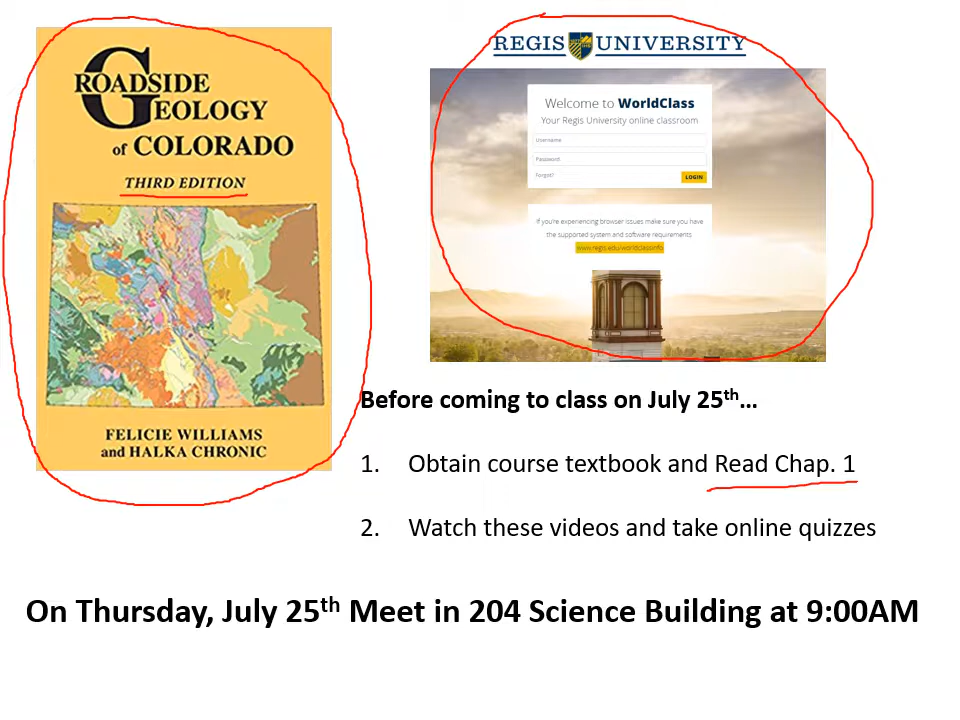 ROADSIDE
GEOLOGY
of COLORADO
THIRD EDITION
FELICIE WILLIAMS
and HALKA CHRONIC
REGIS UNIVERSITY
Welcome to WorldClass
Your Regis University online classroom
Username
Password
Forgot?
LOGIN
If you're experiencing browser issues make sure you have
the supported system and software requirements
www.regis.edu/worldclassinfo
Before coming to class on July 25th...
1. Obtain course textbook and Read Chap. 1
2. Watch these videos and take online quizzes
On Thursday, July 25th Meet in 204 Science Building at 9:00AM